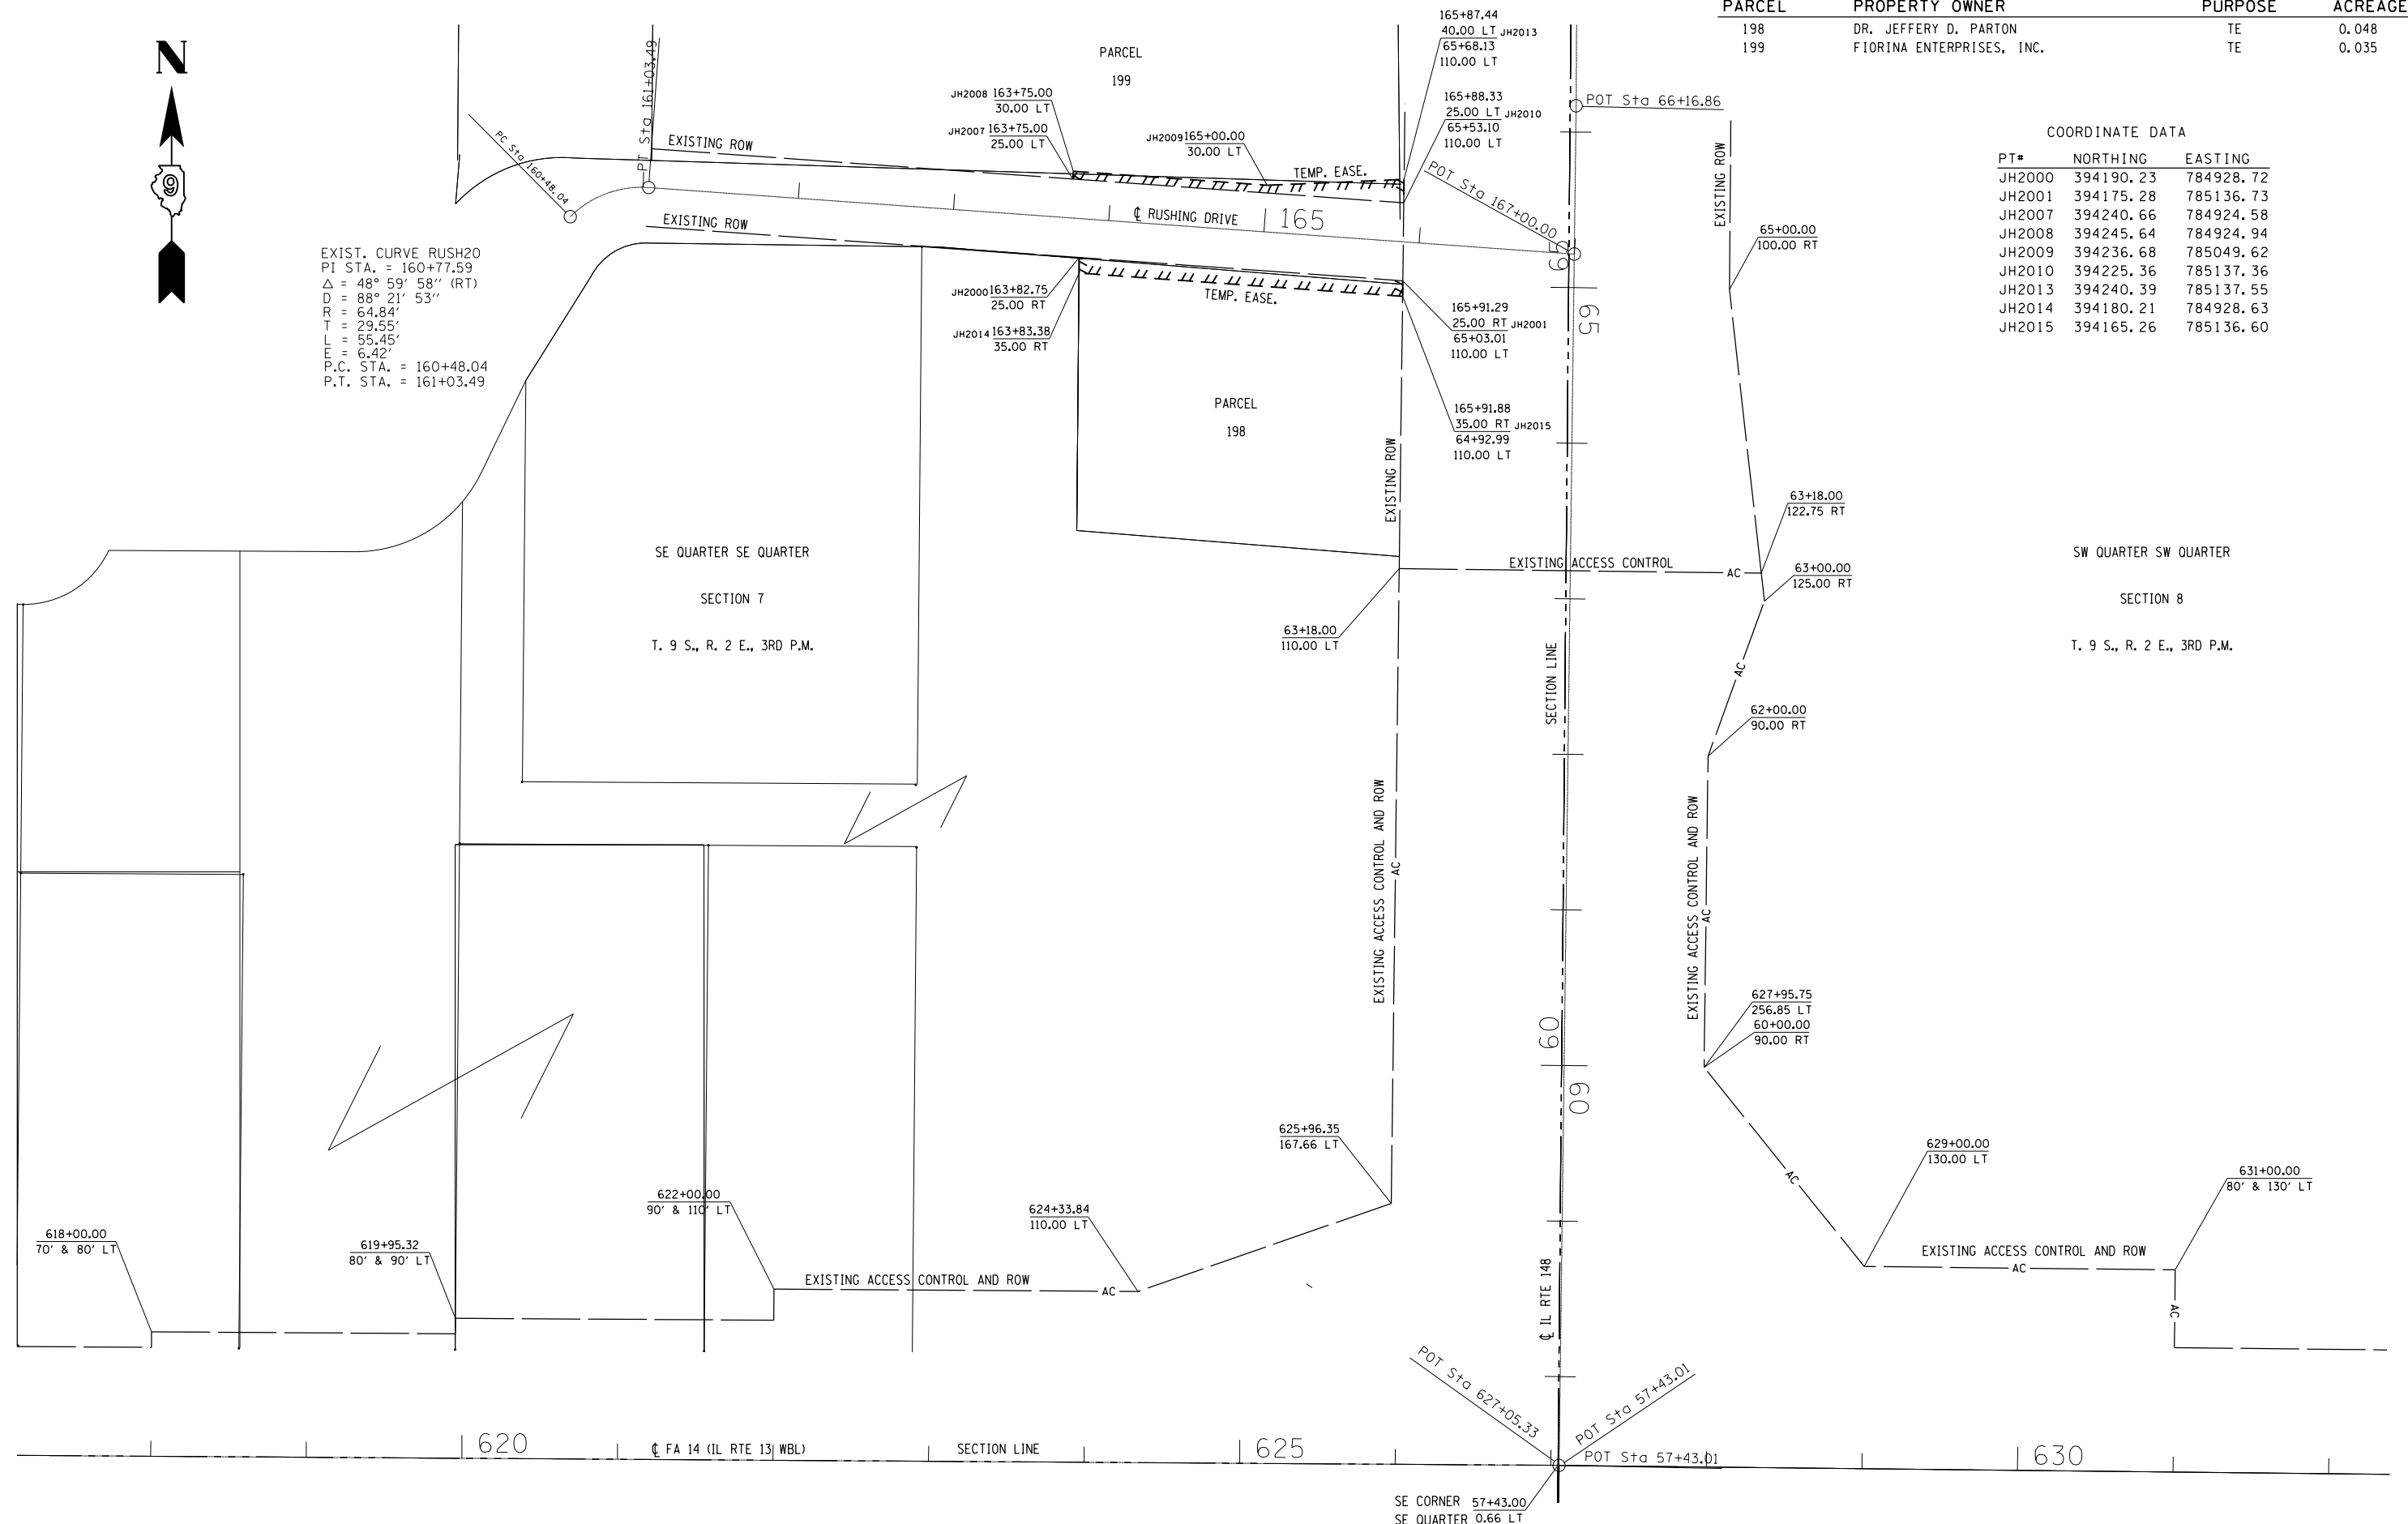 PARCEL PROPERTY OWNER PURPOSE ACREAGE
198 DR. JEFFERY D. PARTON TE 0.048
199 FIORINA ENTERPRISES, INC. TE 0.035
N
9
PARCEL
199
165+87.44
40.00 LT JH2013
65+68.13
110.00 LT
165+88.33
25.00 LT JH2010
65+53.10
110.00 LT
POT Sta 66+16.86
PC Sta 160+48.04
PT Sta 161+03.49
EXISTING ROW
JH2008 163+75.00
30.00 LT
JH2007 163+75.00
25.00 LT
JH2009 165+00.00
30.00 LT
TEMP. EASE.
POT Sta 167+00.00
EXISTING ROW
COORDINATE DATA
PT# NORTHING EASTING
JH2000 394190.23 784928.72
JH2001 394175.28 785136.73
JH2007 394240.66 784924.58
JH2008 394245.64 784924.94
JH2009 394236.68 785049.62
JH2010 394225.36 785137.36
JH2013 394240.39 785137.55
JH2014 394180.21 784928.63
JH2015 394165.26 785136.60
EXISTING ROW
℄ RUSHING DRIVE
165
65
65
65+00.00
100.00 RT
EXIST. CURVE RUSH20
PI STA. = 160+77.59
Δ = 48° 59' 58'' (RT)
D = 88° 21' 53''
R = 64.84'
T = 29.55'
L = 55.45'
E = 6.42'
P.C. STA. = 160+48.04
P.T. STA. = 161+03.49
JH2000 163+82.75
25.00 RT
JH2014 163+83.38
35.00 RT
TEMP. EASE.
165+91.29
25.00 RT JH2001
65+03.01
110.00 LT
165+91.88
35.00 RT JH2015
64+92.99
110.00 LT
PARCEL
198
EXISTING ROW
63+18.00
122.75 RT
EXISTING ACCESS CONTROL
AC
63+00.00
125.00 RT
63+18.00
110.00 LT
SE QUARTER SE QUARTER
SECTION 7
T. 9 S., R. 2 E., 3RD P.M.
SW QUARTER SW QUARTER
SECTION 8
T. 9 S., R. 2 E., 3RD P.M.
SECTION LINE
AC
62+00.00
90.00 RT
EXISTING ACCESS CONTROL AND ROW
AC
EXISTING ACCESS CONTROL AND ROW
AC
60
60
627+95.75
256.85 LT
60+00.00
90.00 RT
625+96.35
167.66 LT
629+00.00
130.00 LT
AC
631+00.00
80' & 130' LT
618+00.00
70' & 80' LT
619+95.32
80' & 90' LT
622+00.00
90' & 110' LT
624+33.84
110.00 LT
EXISTING ACCESS CONTROL AND ROW
AC
EXISTING ACCESS CONTROL AND ROW
AC
AC
℄ IL RTE 148
POT Sta 627+05.33
POT Sta 57+43.01
POT Sta 57+43.01
620
℄ FA 14 (IL RTE 13 WBL)
SECTION LINE
625
630
SE CORNER 57+43.00
SE QUARTER 0.66 LT